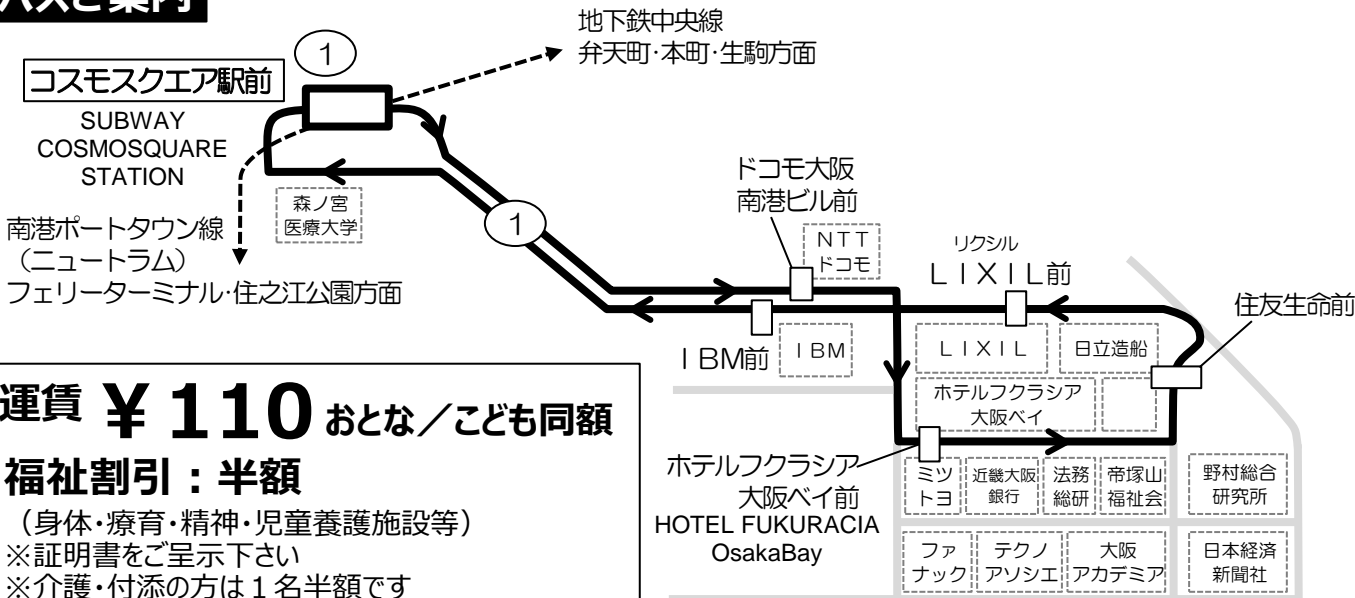 バスご案内
①
地下鉄中央線
弁天町・本町・生駒方面
コスモスクエア駅前
SUBWAY
COSMOSQUARE
STATION
南港ポートタウン線
（ニュートラム）
フェリーターミナル・住之江公園方面
森ノ宮
医療大学
①
ドコモ大阪
南港ビル前
ＮＴＴ
ドコモ
リクシル
ＬＩＸＩＬ前
住友生命前
ＩＢＭ前
ＩＢＭ
ＬＩＸＩＬ
日立造船
ホテルフクラシア
大阪ベイ
ホテルフクラシア
大阪ベイ前
HOTEL FUKURACIA
OsakaBay
ミツ
トヨ
近畿大阪
銀行
法務
総研
帝塚山
福祉会
野村総合
研究所
ファ
ナック
テクノ
アソシエ
大阪
アカデミア
日本経済
新聞社
運賃 ￥110 おとな／こども同額
福祉割引：半額
（身体・療育・精神・児童養護施設等）
※証明書をご呈示下さい
※介護・付添の方は１名半額です